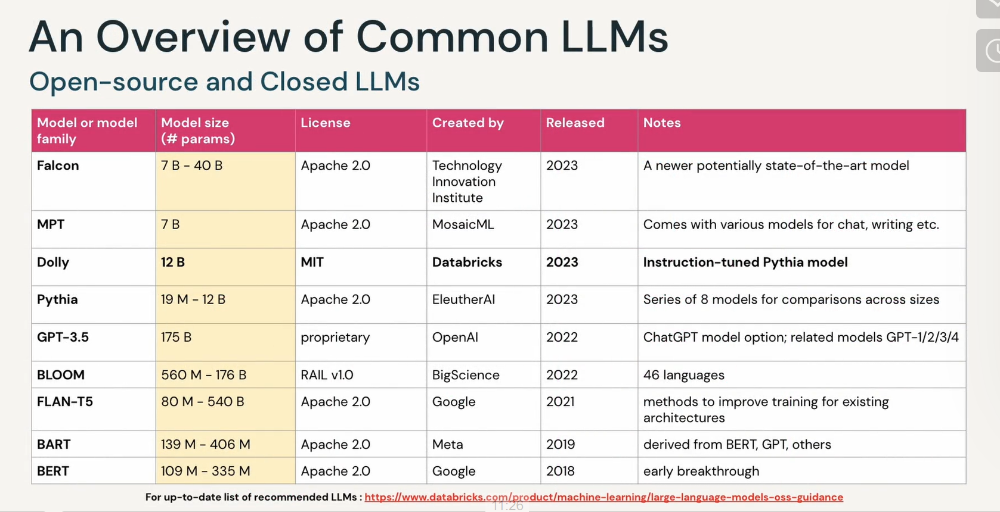 An Overview of Common LLMs
Open-source and Closed LLMs
Model or model family | Model size (# params) | License | Created by | Released | Notes
Falcon | 7 B - 40 B | Apache 2.0 | Technology Innovation Institute | 2023 | A newer potentially state-of-the-art model
MPT | 7 B | Apache 2.0 | MosaicML | 2023 | Comes with various models for chat, writing etc.
Dolly | 12 B | MIT | Databricks | 2023 | Instruction-tuned Pythia model
Pythia | 19 M - 12 B | Apache 2.0 | EleutherAI | 2023 | Series of 8 models for comparisons across sizes
GPT-3.5 | 175 B | proprietary | OpenAI | 2022 | ChatGPT model option; related models GPT-1/2/3/4
BLOOM | 560 M - 176 B | RAIL v1.0 | BigScience | 2022 | 46 languages
FLAN-T5 | 80 M - 540 B | Apache 2.0 | Google | 2021 | methods to improve training for existing architectures
BART | 139 M - 406 M | Apache 2.0 | Meta | 2019 | derived from BERT, GPT, others
BERT | 109 M - 335 M | Apache 2.0 | Google | 2018 | early breakthrough
For up-to-date list of recommended LLMs : https://www.databricks.com/product/machine-learning/large-language-models-oss-guidance
11:26